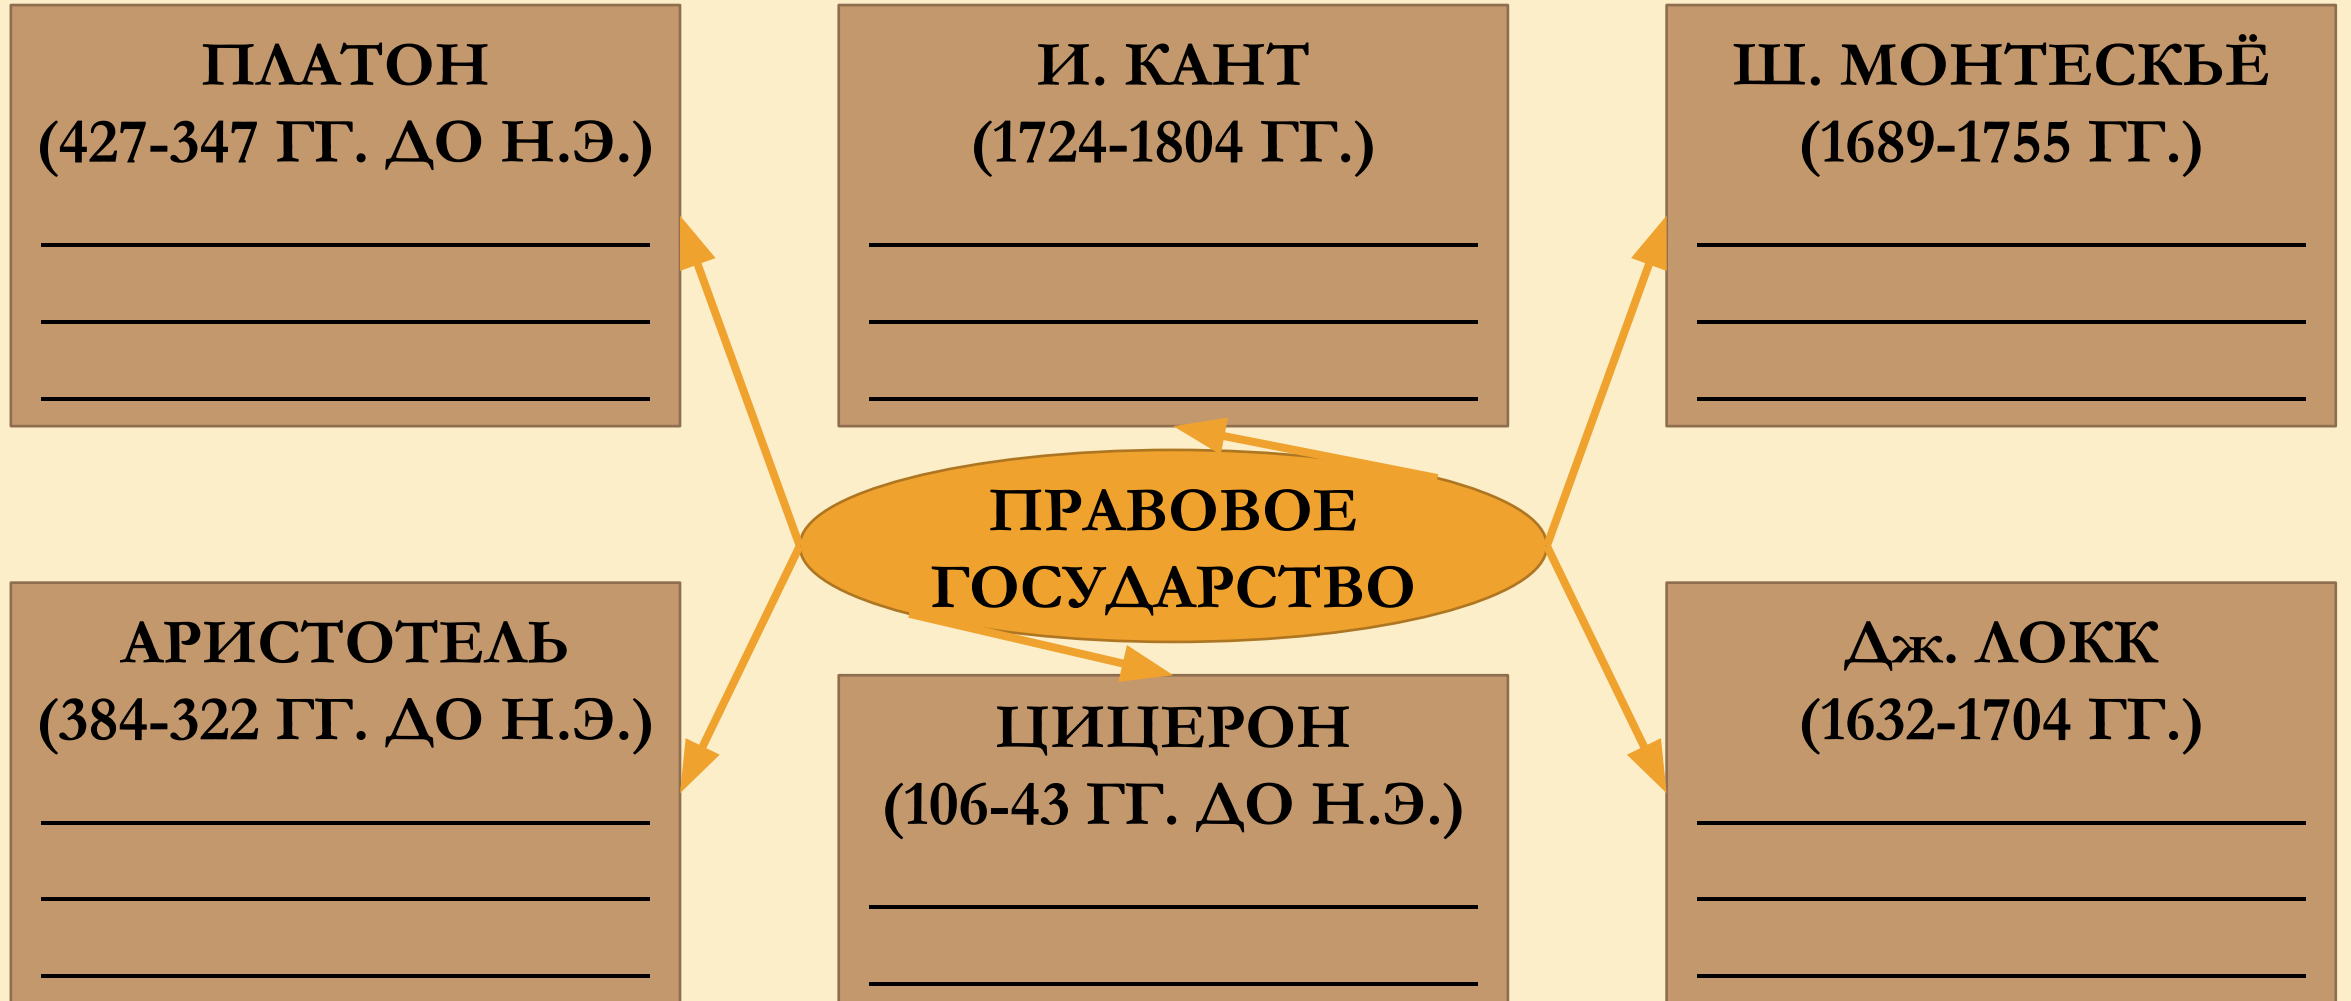 ПЛАТОН
(427-347 ГГ. ДО Н.Э.)
И. КАНТ
(1724-1804 ГГ.)
Ш. МОНТЕСКЬЁ
(1689-1755 ГГ.)
ПРАВОВОЕ
ГОСУДАРСТВО
АРИСТОТЕЛЬ
(384-322 ГГ. ДО Н.Э.)
ЦИЦЕРОН
(106-43 ГГ. ДО Н.Э.)
Дж. ЛОКК
(1632-1704 ГГ.)